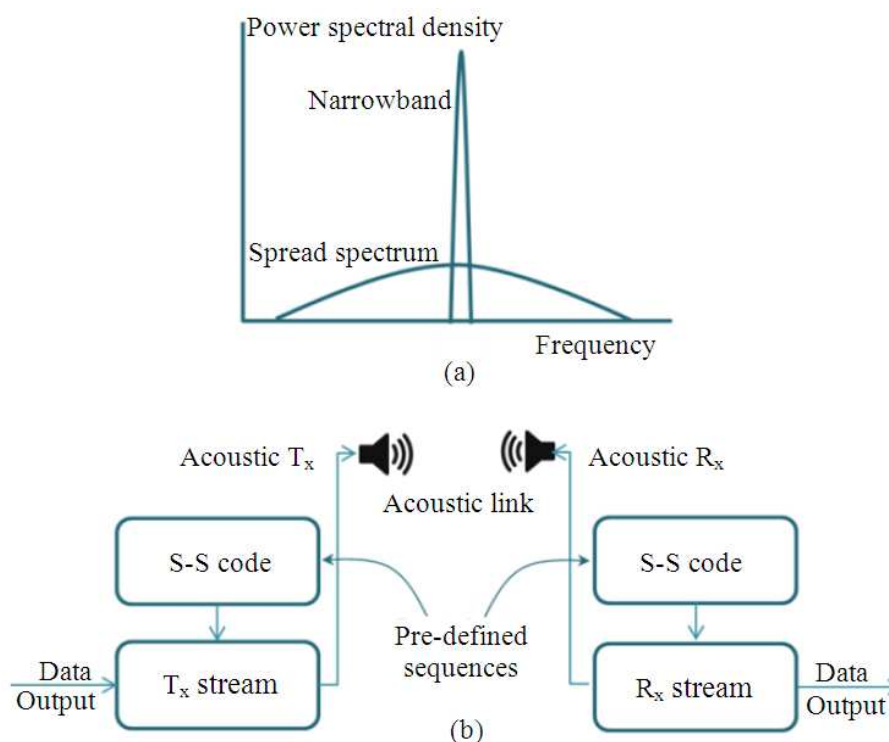 Power spectral density
Narrowband
Spread spectrum
Frequency
(a)
Acoustic Tx
Acoustic Rx
Acoustic link
S-S code
S-S code
Pre-defined
sequences
Data
Output
Tx stream
Rx stream
Data
Output
(b)